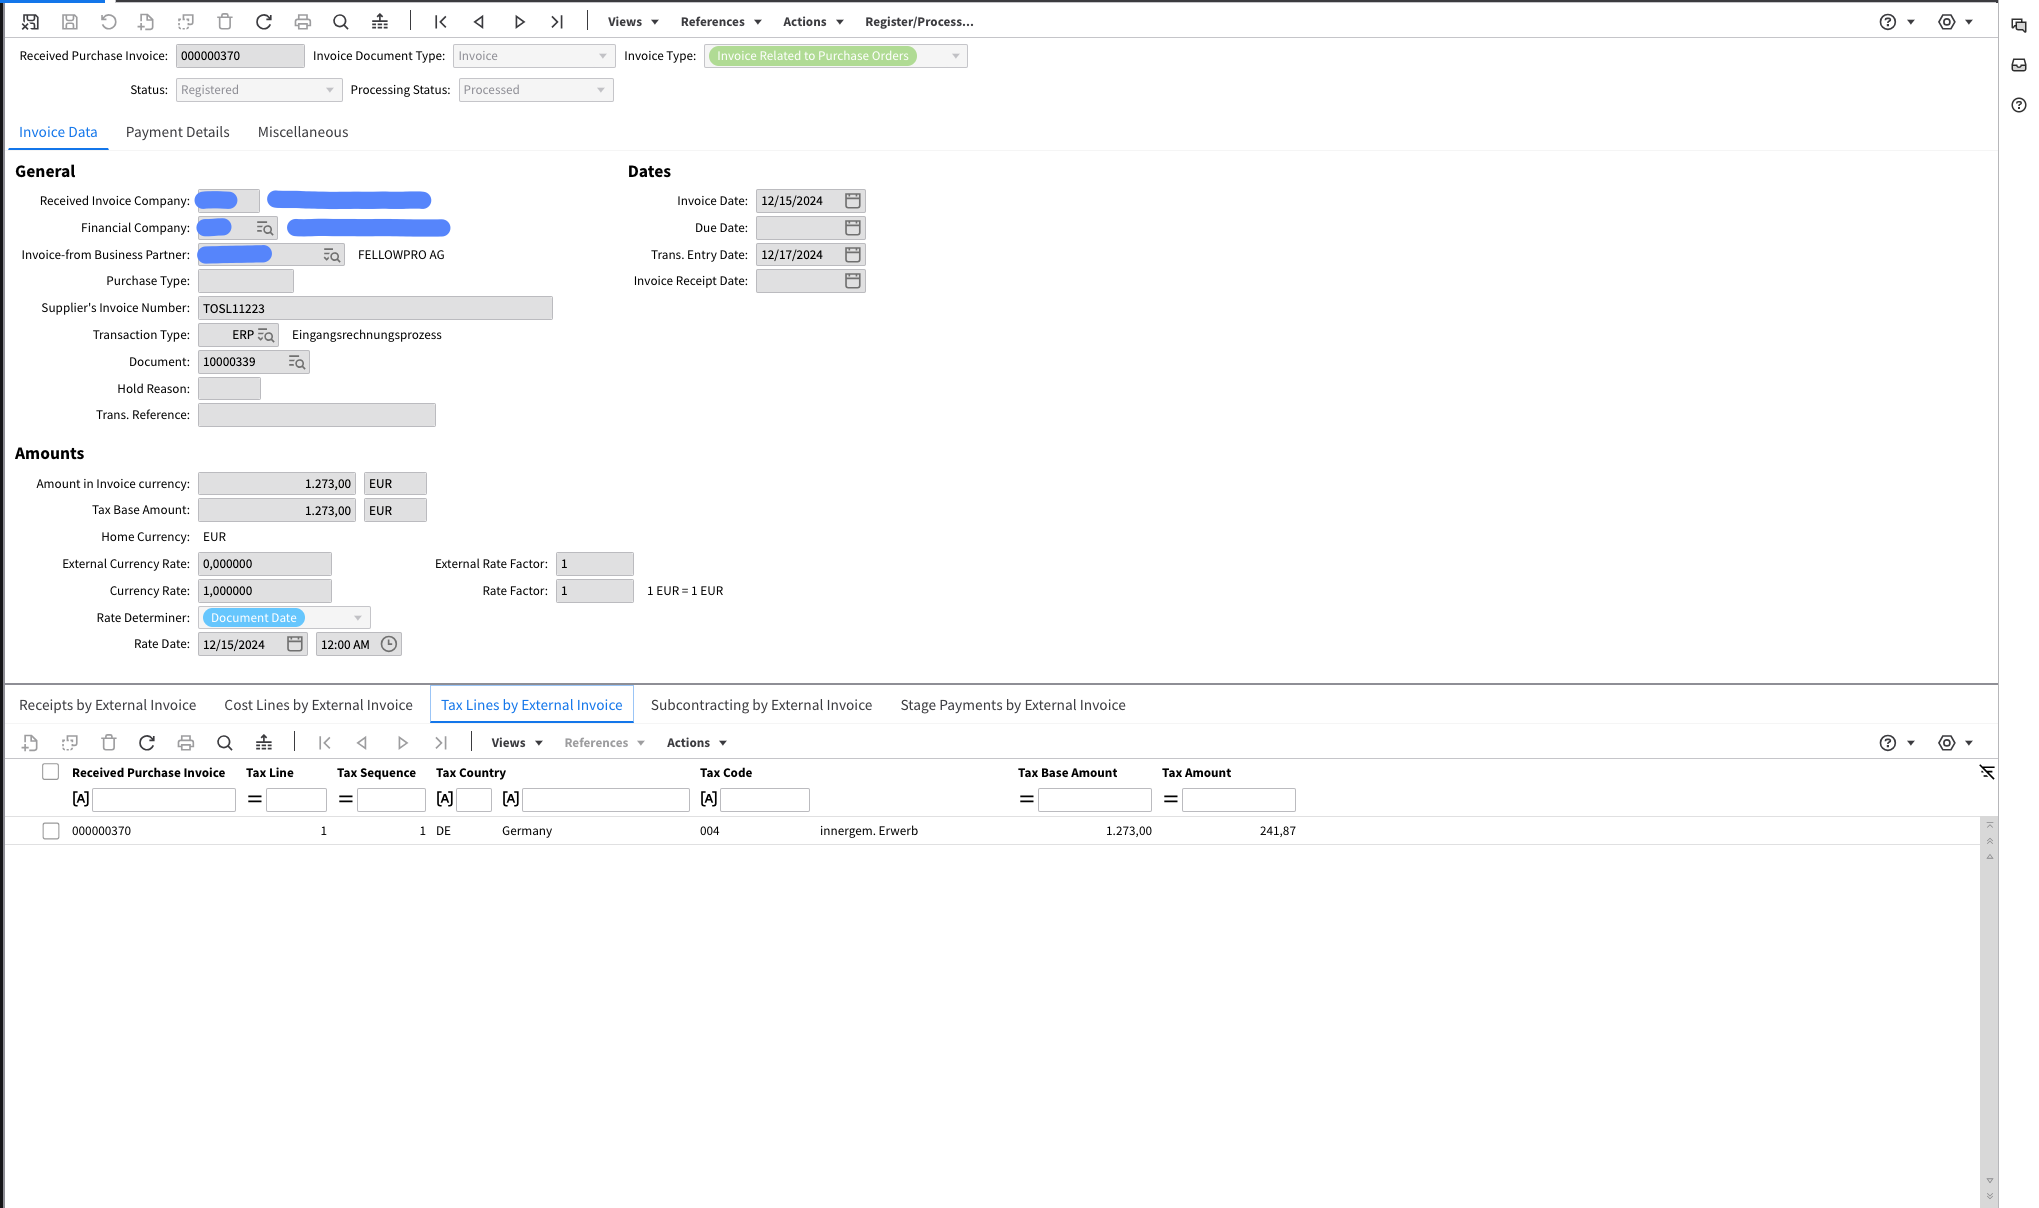 Views References Actions Register/Process...
Received Purchase Invoice: 000000370 Invoice Document Type: Invoice Invoice Type: Invoice Related to Purchase Orders
Status: Registered Processing Status: Processed
Invoice Data Payment Details Miscellaneous
General Dates
Received Invoice Company: Invoice Date: 12/15/2024
Financial Company: Due Date:
Invoice-from Business Partner: FELLOWPRO AG Trans. Entry Date: 12/17/2024
Purchase Type: Invoice Receipt Date:
Supplier's Invoice Number: TOSL11223
Transaction Type: ERP Eingangsrechnungsprozess
Document: 10000339
Hold Reason:
Trans. Reference:
Amounts
Amount in Invoice currency: 1.273,00 EUR
Tax Base Amount: 1.273,00 EUR
Home Currency: EUR
External Currency Rate: 0,000000 External Rate Factor: 1
Currency Rate: 1,000000 Rate Factor: 1 1 EUR = 1 EUR
Rate Determiner: Document Date
Rate Date: 12/15/2024 12:00 AM
Receipts by External Invoice Cost Lines by External Invoice Tax Lines by External Invoice Subcontracting by External Invoice Stage Payments by External Invoice
Views References Actions
Received Purchase Invoice Tax Line Tax Sequence Tax Country Tax Code Tax Base Amount Tax Amount
[A] = = [A] [A] [A] = =
000000370 1 1 DE Germany 004 innergem. Erwerb 1.273,00 241,87